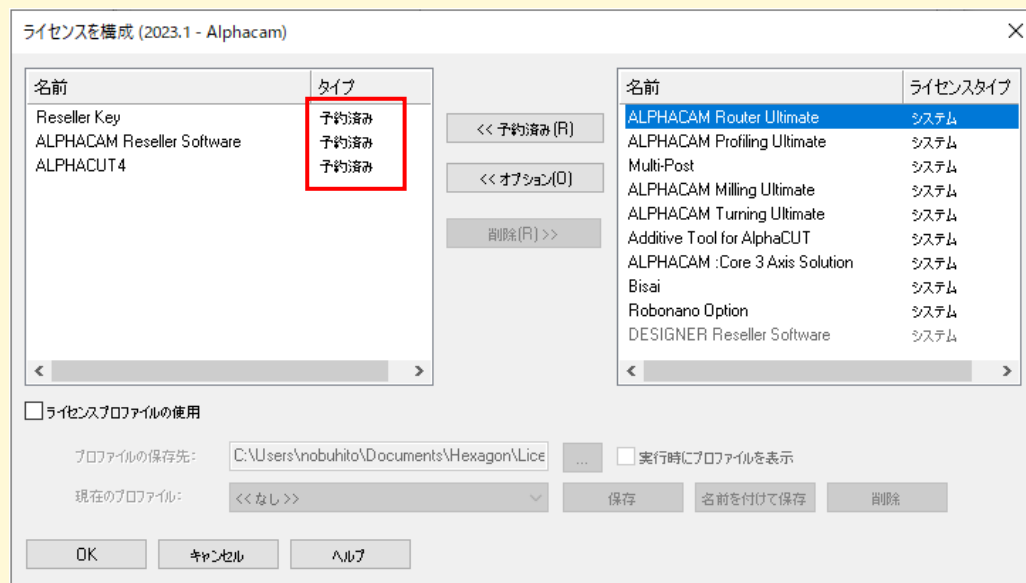 ライセンスを構成 (2023.1 - Alphacam)
名前 タイプ
Reseller Key 予約済み
ALPHACAM Reseller Software 予約済み
ALPHACUT4 予約済み
<< 予約済み(R)
<< オプション(O)
削除(R) >>
名前 ライセンスタイプ
ALPHACAM Router Ultimate システム
ALPHACAM Profiling Ultimate システム
Multi-Post システム
ALPHACAM Milling Ultimate システム
ALPHACAM Turning Ultimate システム
Additive Tool for AlphaCUT システム
ALPHACAM :Core 3 Axis Solution システム
Bisai システム
Robonano Option システム
DESIGNER Reseller Software システム
ライセンスプロファイルの使用
プロファイルの保存先: C:\Users\nobuhito\Documents\Hexagon\Lice ... 実行時にプロファイルを表示
現在のプロファイル: <<なし>> 保存 名前を付けて保存 削除
OK キャンセル ヘルプ